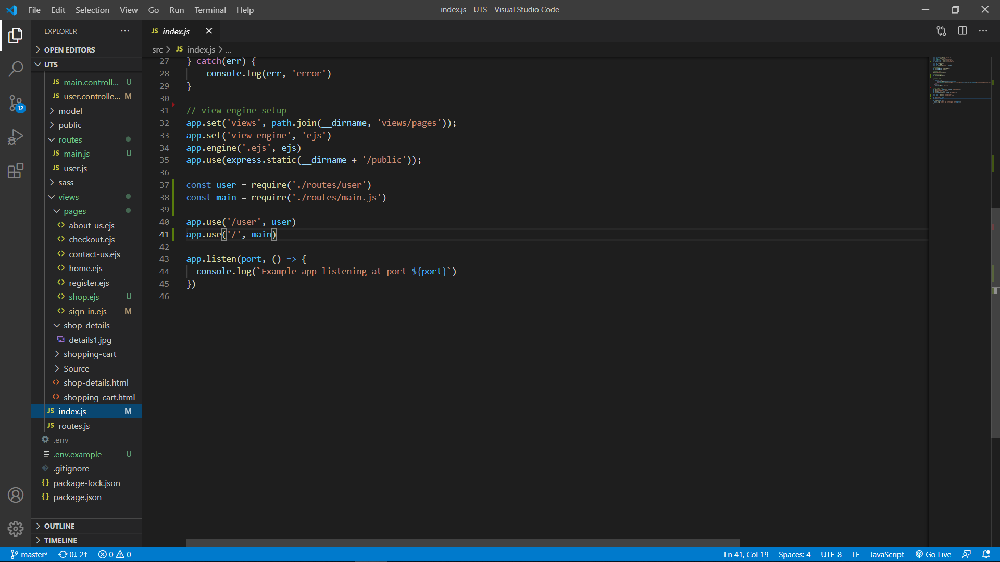 File Edit Selection View Go Run Terminal Help
index.js - UTS - Visual Studio Code
EXPLORER
OPEN EDITORS
UTS
JS main.controll... U
JS user.controlle... M
model
public
routes
JS main.js U
JS user.js
sass
views
pages
about-us.ejs
checkout.ejs
contact-us.ejs
home.ejs
register.ejs
shop.ejs U
sign-in.ejs M
shop-details
details1.jpg
shopping-cart
Source
shop-details.html
shopping-cart.html
JS index.js M
JS routes.js
.env
.env.example U
.gitignore
{} package-lock.json
{} package.json
OUTLINE
TIMELINE
12
JS index.js
src > JS index.js > ...
27 } catch(err) {
28 console.log(err, 'error')
29 }
30
31 // view engine setup
32 app.set('views', path.join(__dirname, 'views/pages'));
33 app.set('view engine', 'ejs')
34 app.engine('.ejs', ejs)
35 app.use(express.static(__dirname + '/public'));
36
37 const user = require('./routes/user')
38 const main = require('./routes/main.js')
39
40 app.use('/user', user)
41 app.use('/', main)
42
43 app.listen(port, () => {
44 console.log(`Example app listening at port ${port}`)
45 })
46
master* 0↓ 2↑ 0 0
Ln 41, Col 19 Spaces: 4 UTF-8 LF JavaScript Go Live